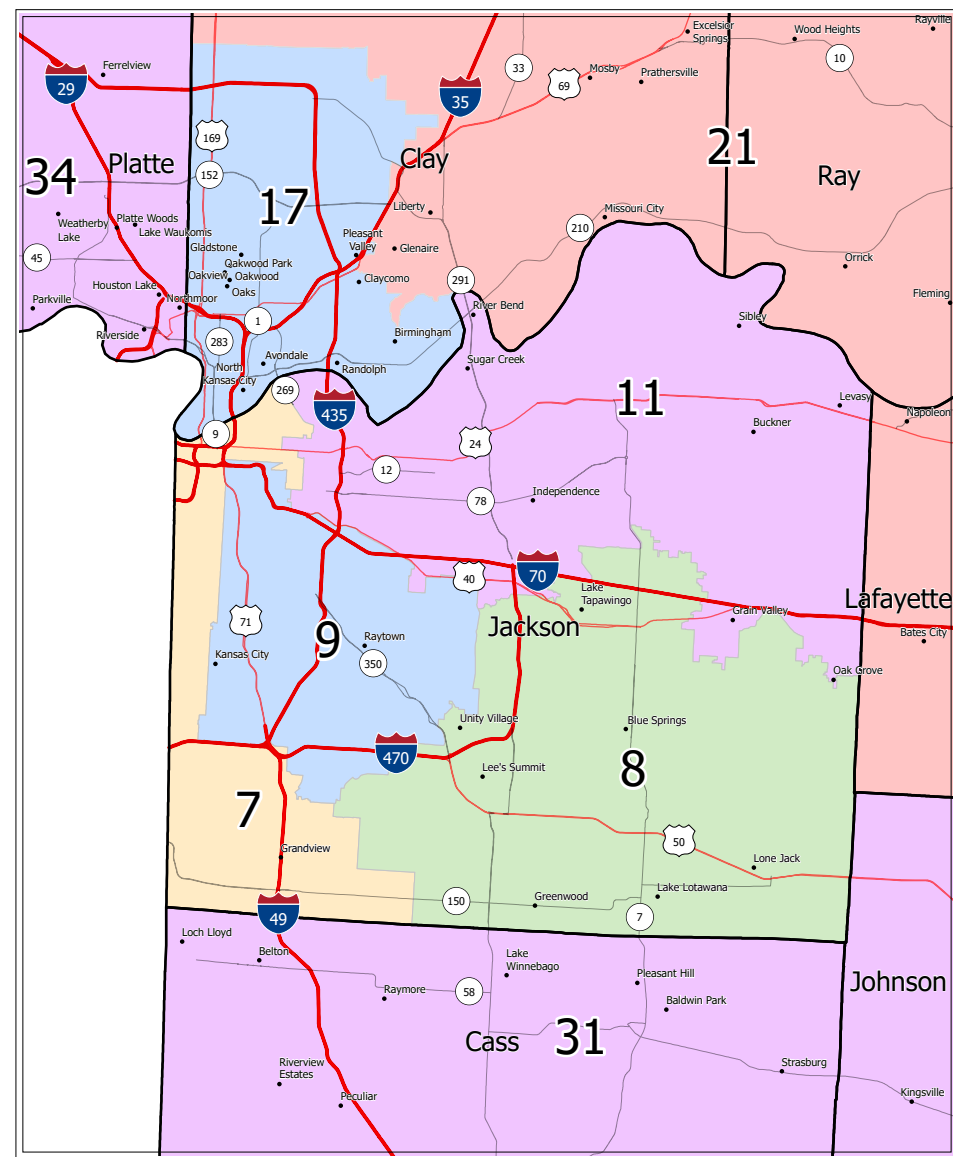 Rayville
Excelsior
Springs
Wood Heights
Ferrelview
33
10
Mosby
Prathersville
69
29
35
169
21
34
Platte
Clay
152
Ray
17
Liberty
Missouri City
Weatherby
Lake
Platte Woods
Lake Waukomis
210
Pleasant
Valley
Gladstone
Glenaire
45
Orrick
Oakwood Park
Oakview
Oakwood
Claycomo
291
Houston Lake
Oaks
Fleming
Parkville
Northmoor
River Bend
1
Sibley
Riverside
283
Birmingham
Avondale
Sugar Creek
North
Kansas City
Randolph
269
11
Levasy
435
Napoleon
Buckner
9
24
12
Independence
78
70
40
Lake
Tapawingo
Lafayette
Grain Valley
71
Jackson
Bates City
9
Raytown
Kansas City
350
Oak Grove
Unity Village
Blue Springs
470
Lee's Summit
8
7
50
Grandview
Lone Jack
Lake Lotawana
150
Greenwood
49
7
Loch Lloyd
Belton
Lake
Winnebago
Pleasant Hill
Johnson
Raymore
58
Baldwin Park
Cass
31
Riverview
Estates
Strasburg
Peculiar
Kingsville